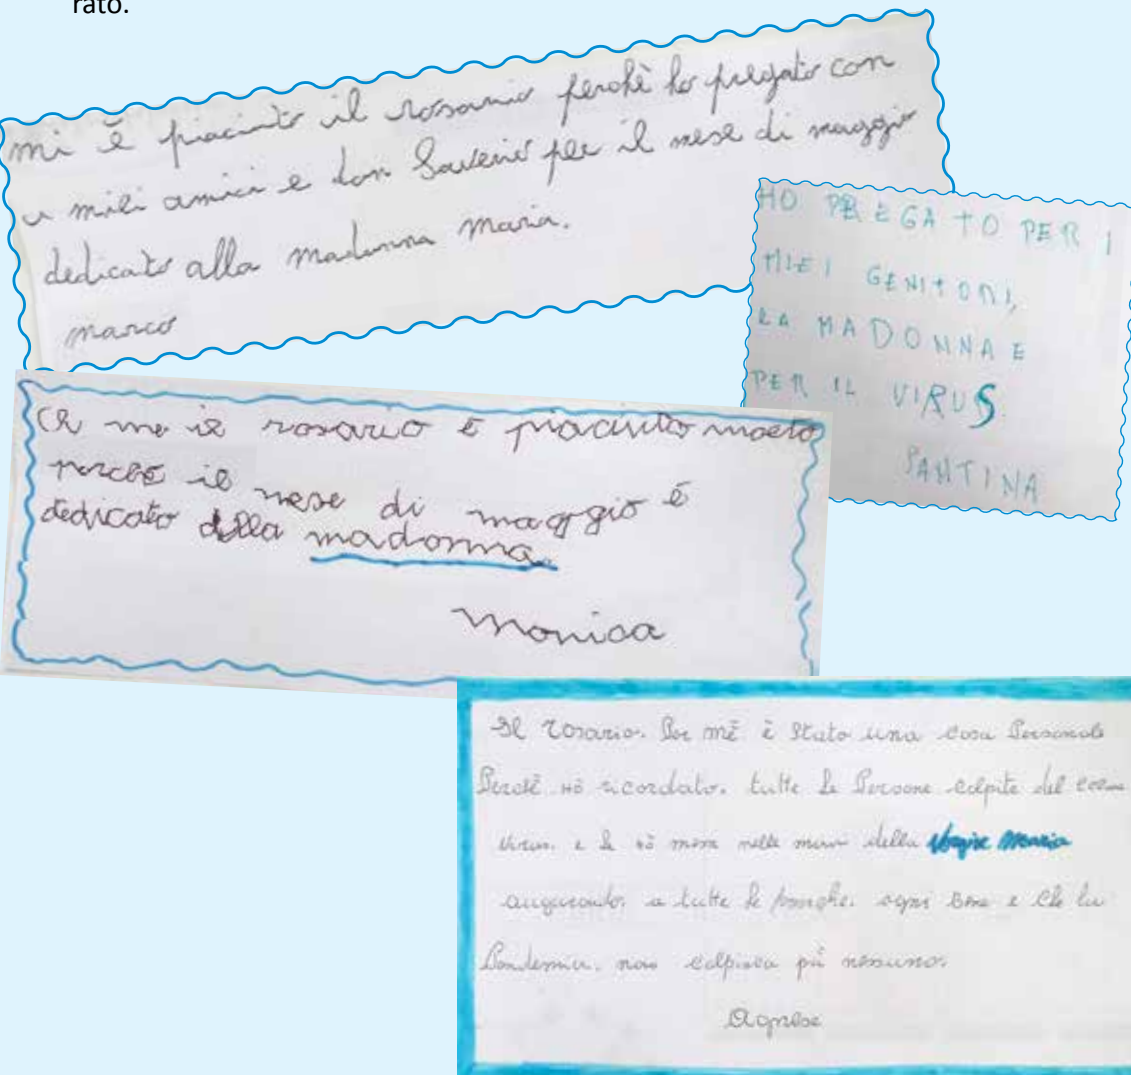 rato.
mi è piaciuto il rosario perchè ho pregato con
i miei amici e don Saverio per il mese di maggio
dedicato alla madonna Maria.
marco
HO PREGATO PER I
MIEI GENITORI,
LA MADONNA E
PER IL VIRUS.
SANTINA
A me il rosario è piaciuto molto
perché il mese di maggio é
dedicato della madonna.
Monica
Il rosario. Per mè è stato una cosa Personale
Perchè hò ricordato. tutte le Persone colpite del corona
virus. e le hò messe nelle mani della Vergine Maria
augurando. a tutte le famiglie. ogni bene e che la
Pandemia. non colpisca più nessuno.
Agnese